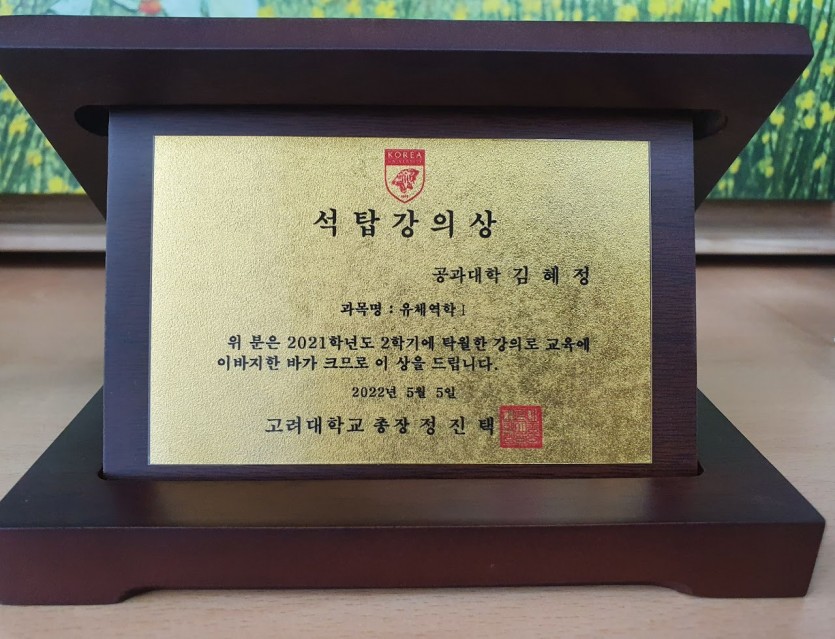 KOREA
석탑강의상
공과대학 김혜정
과목명 : 유체역학 I
위 분은 2021학년도 2학기에 탁월한 강의로 교육에
이바지한 바가 크므로 이 상을 드립니다.
2022년 5월 5일
고려대학교 총장 정진택